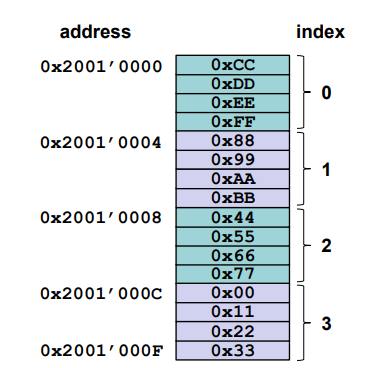 address index
0x2001'0000 0xCC
0xDD
0
0xEE
0xFF
0x2001'0004 0x88
0x99
1
0xAA
0xBB
0x2001'0008 0x44
0x55
2
0x66
0x77
0x2001'000C 0x00
0x11
3
0x22
0x2001'000F 0x33